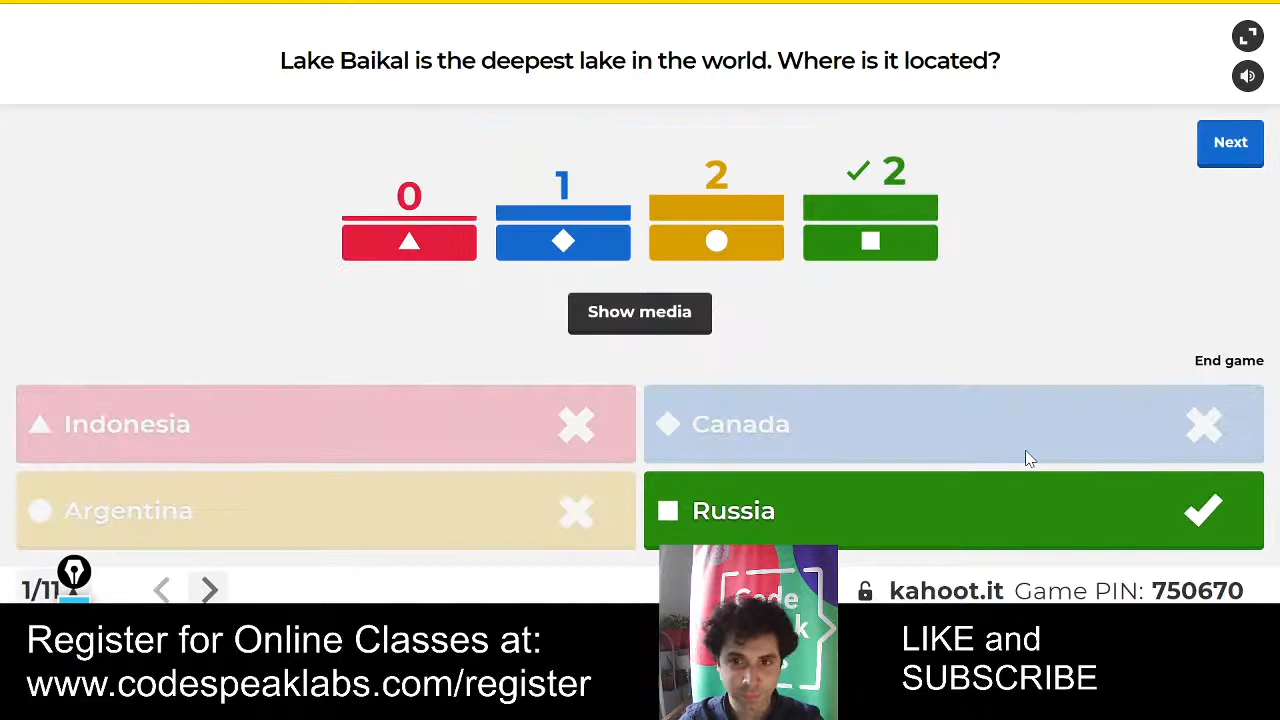 Lake Baikal is the deepest lake in the world. Where is it located?
Next
0
1
2
2
Show media
End game
Indonesia
Canada
Argentina
Russia
1/11
kahoot.it Game PIN: 750670
Code
Register for Online Classes at:
www.codespeaklabs.com/register
LIKE and
SUBSCRIBE